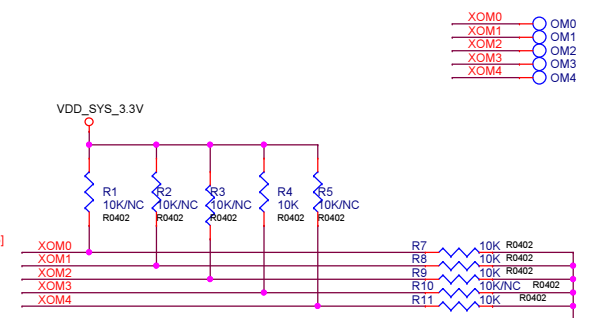 XOM0 OM0
XOM1 OM1
XOM2 OM2
XOM3 OM3
XOM4 OM4
VDD_SYS_3.3V
R1 R2 R3 R4 R5
10K/NC 10K/NC 10K/NC 10K 10K/NC
R0402 R0402 R0402 R0402 R0402
]
XOM0 R7 10K R0402
XOM1 R8 10K R0402
XOM2 R9 10K R0402
XOM3 R10 10K/NC R0402
XOM4 R11 10K R0402